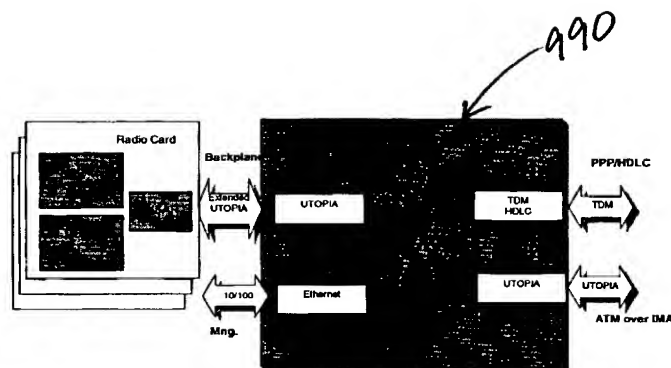 990
Radio Card
Backplane
PPP/HDLC
Extended
UTOPIA
UTOPIA
TDM
HDLC
TDM
10/100
Ethernet
UTOPIA
UTOPIA
Mng.
ATM over IMA